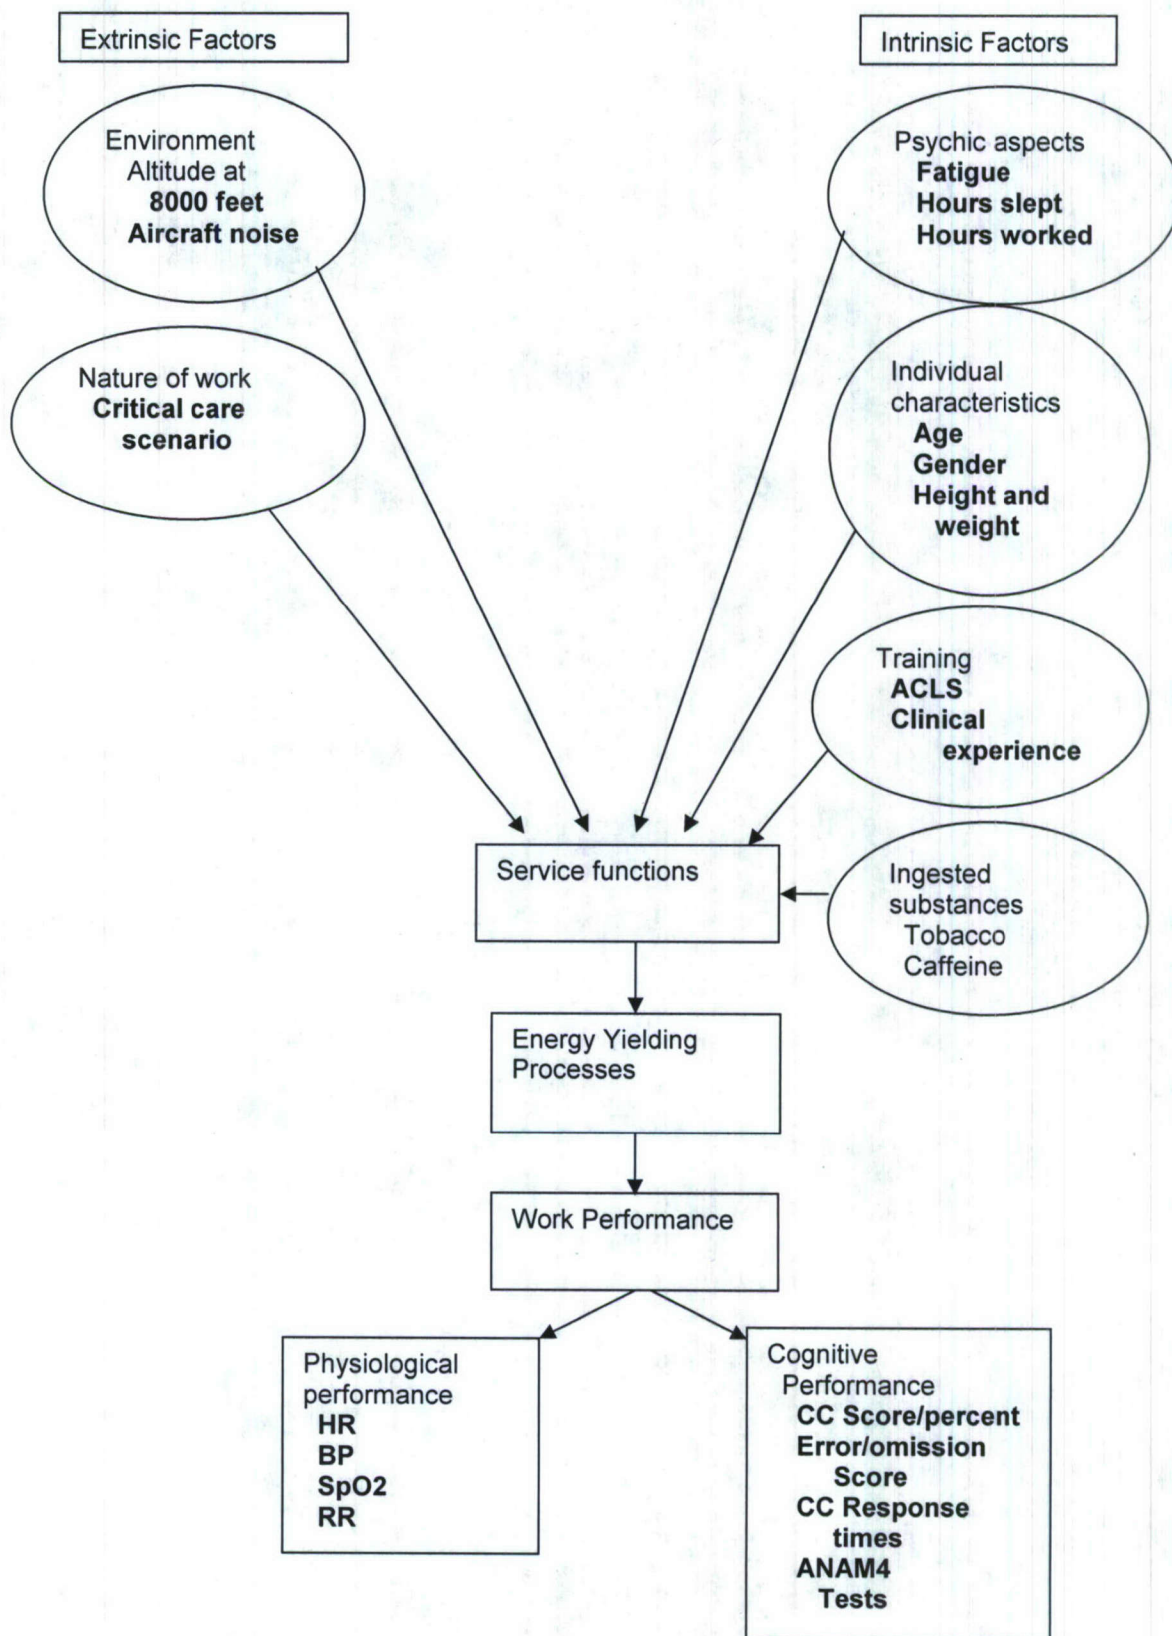 Extrinsic Factors
Intrinsic Factors
Environment
Altitude at
8000 feet
Aircraft noise
Nature of work
Critical care
scenario
Psychic aspects
Fatigue
Hours slept
Hours worked
Individual
characteristics
Age
Gender
Height and
weight
Training
ACLS
Clinical
experience
Ingested
substances
Tobacco
Caffeine
Service functions
Energy Yielding
Processes
Work Performance
Physiological
performance
HR
BP
SpO2
RR
Cognitive
Performance
CC Score/percent
Error/omission
Score
CC Response
times
ANAM4
Tests